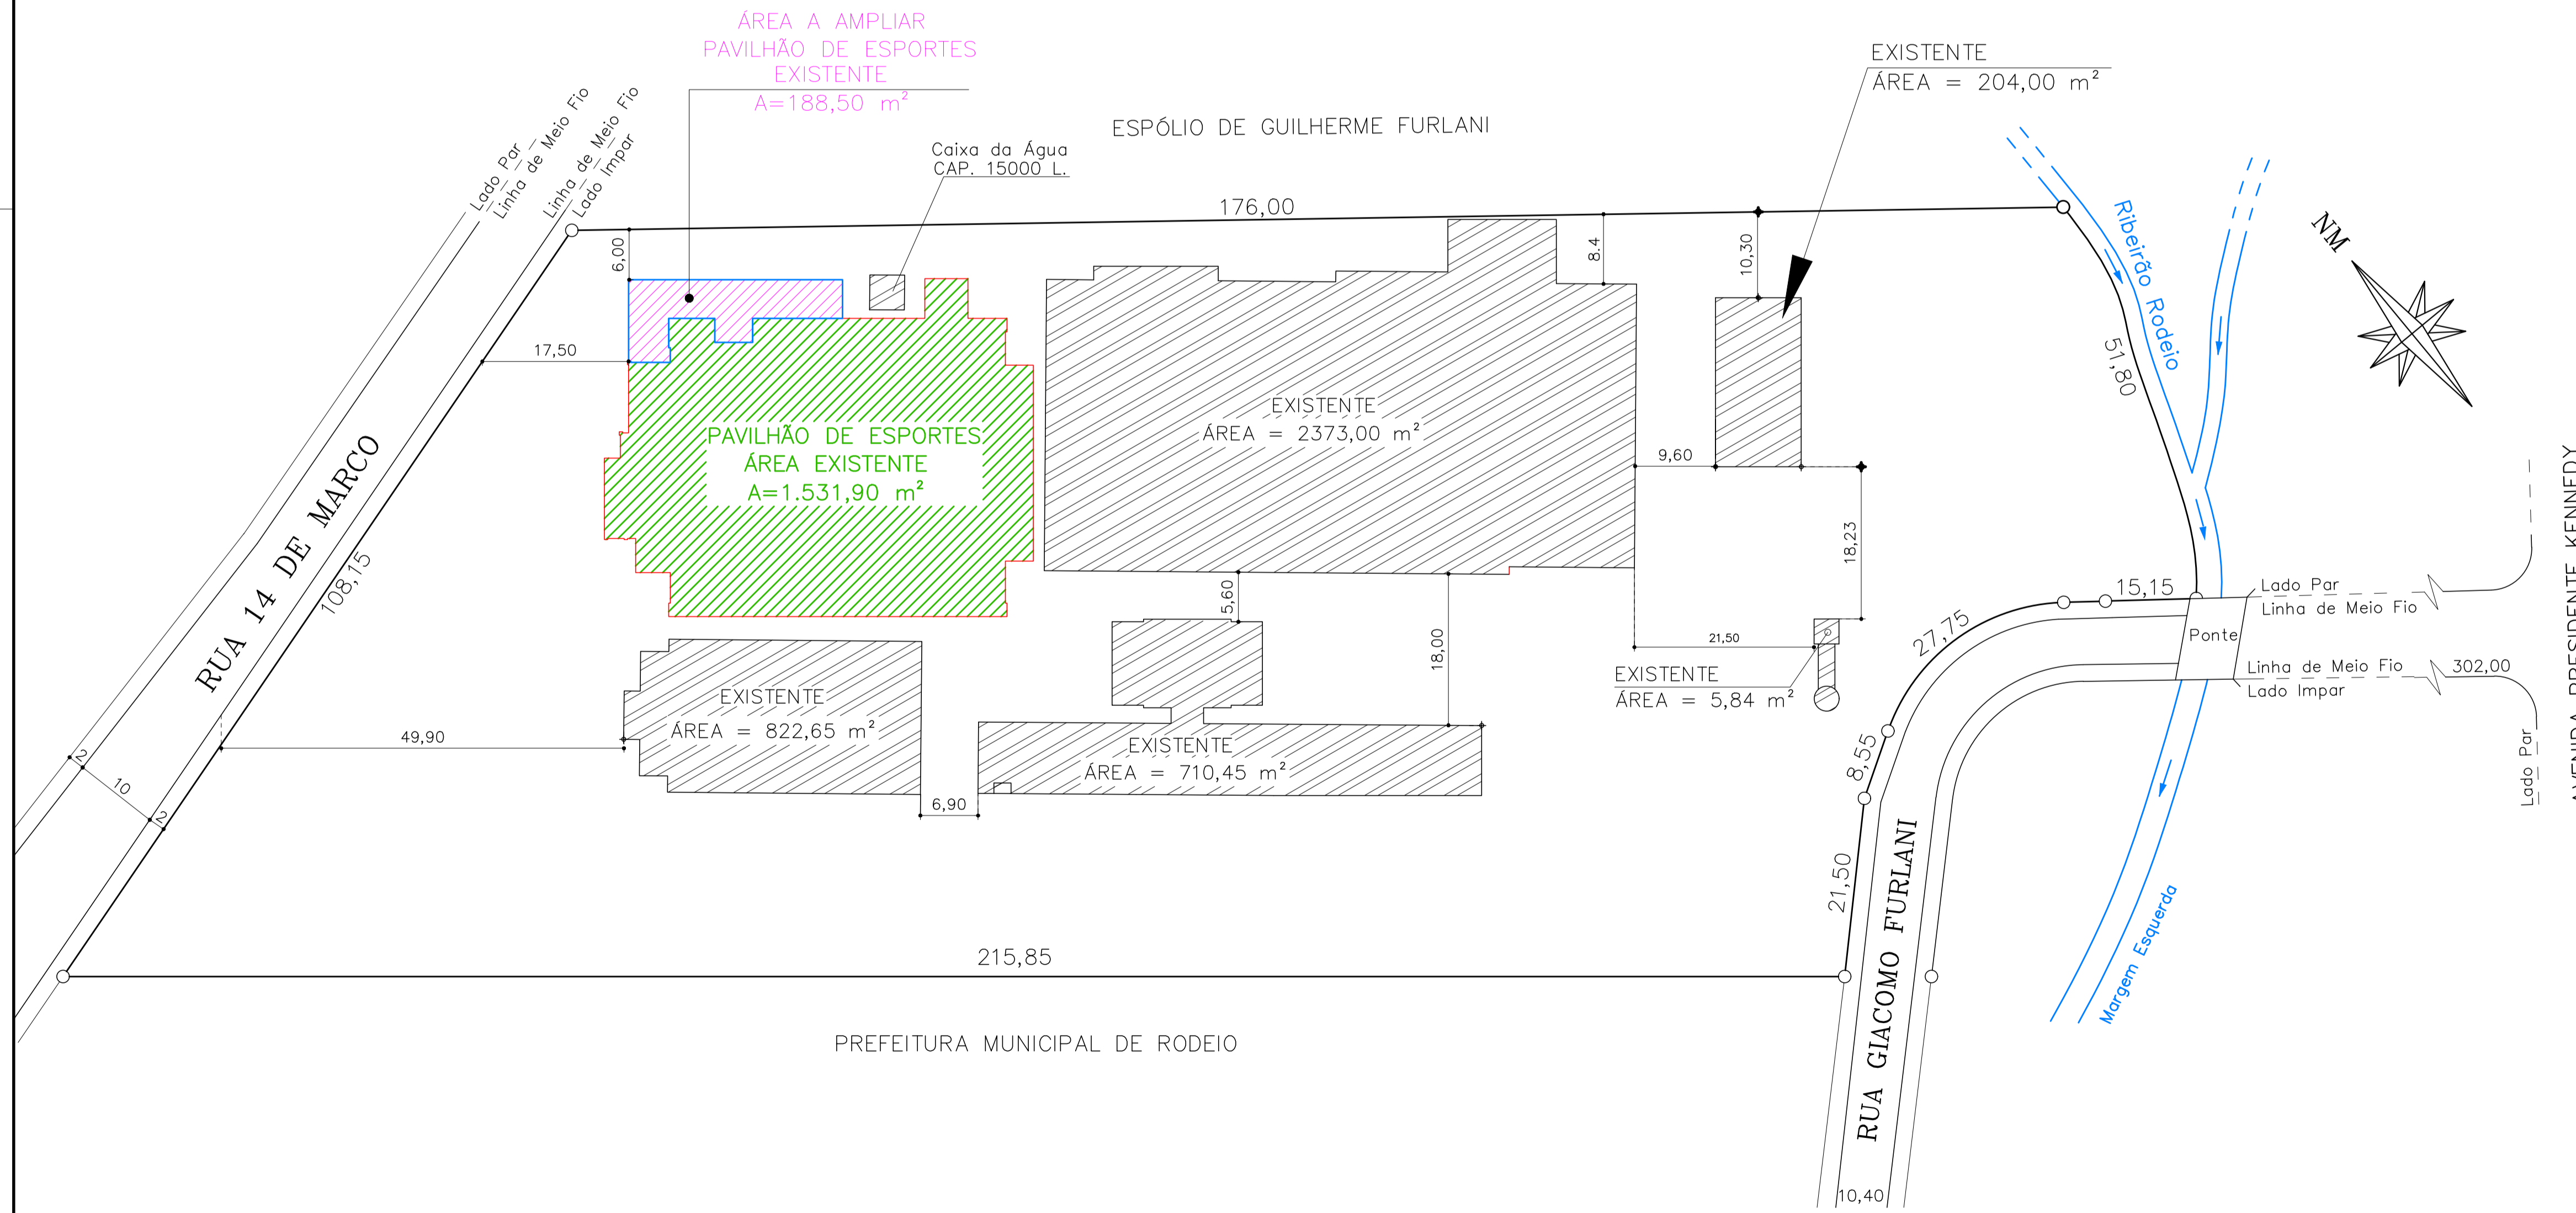 ÁREA A AMPLIAR
PAVILHÃO DE ESPORTES
EXISTENTE
A=188,50 m²
EXISTENTE
ÁREA = 204,00 m²
ESPÓLIO DE GUILHERME FURLANI
Caixa da Água
CAP. 15000 L.
Lado Par
Linha de Meio Fio
Linha de Meio Fio
Lado Impar
176,00
6,00
8.4
10,30
Ribeirão Rodeio
NM
51,80
17,50
PAVILHÃO DE ESPORTES
ÁREA EXISTENTE
A=1.531,90 m²
EXISTENTE
ÁREA = 2373,00 m²
9,60
18,23
RUA 14 DE MARCO
108,15
5,60
18,00
21,50
EXISTENTE
ÁREA = 5,84 m²
27,75
15,15
Lado Par
Linha de Meio Fio
Ponte
Linha de Meio Fio
Lado Impar
302,00
Lado Par
AVENIDA PRESIDENTE KENNEDY
EXISTENTE
ÁREA = 822,65 m²
49,90
2
10
2
EXISTENTE
ÁREA = 710,45 m²
6,90
8,55
21,50
RUA GIACOMO FURLANI
Margem Esquerda
215,85
PREFEITURA MUNICIPAL DE RODEIO
10,40